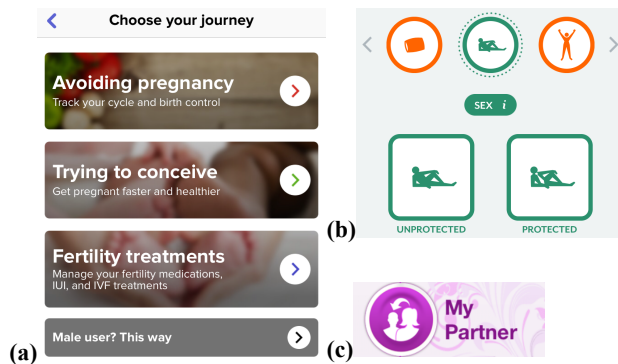 Choose your journey
Avoiding pregnancy
Track your cycle and birth control
Trying to conceive
Get pregnant faster and healthier
Fertility treatments
Manage your fertility medications,
IUI, and IVF treatments
Male user? This way
(a)
SEX i
UNPROTECTED
PROTECTED
(b)
My
Partner
(c)